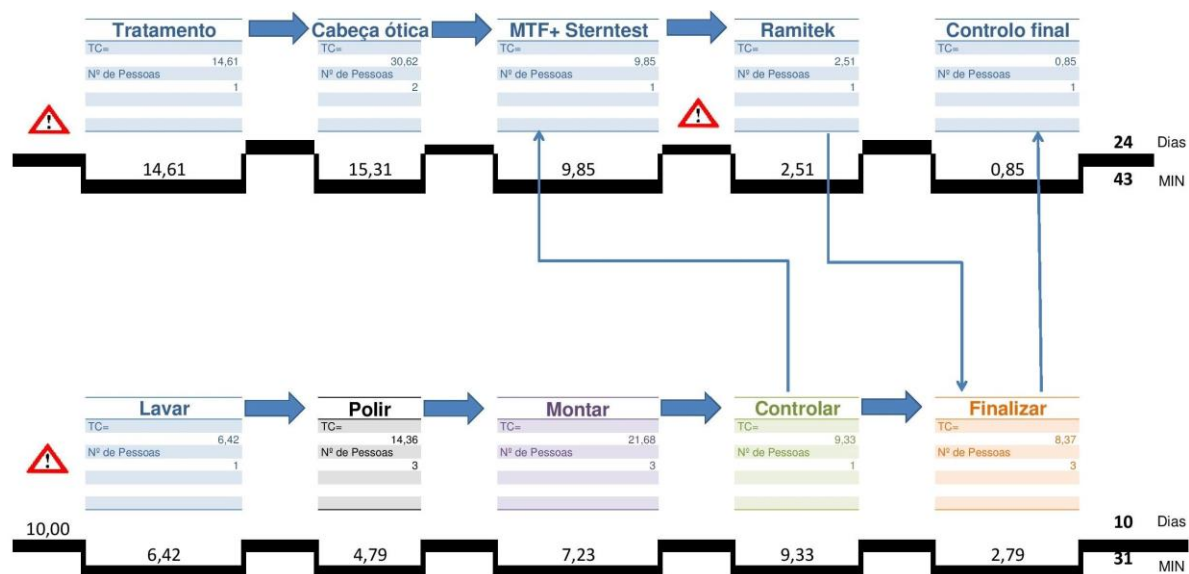 Tratamento
TC=
14,61
Nº de Pessoas
1
Cabeça ótica
TC=
30,62
Nº de Pessoas
2
MTF+ Sterntest
TC=
9,85
Nº de Pessoas
1
Ramitek
TC=
2,51
Nº de Pessoas
1
Controlo final
TC=
0,85
Nº de Pessoas
1
!
!
14,61
15,31
9,85
2,51
0,85
24 Dias
43 MIN
Lavar
TC=
6,42
Nº de Pessoas
1
Polir
TC=
14,36
Nº de Pessoas
3
Montar
TC=
21,68
Nº de Pessoas
3
Controlar
TC=
9,33
Nº de Pessoas
1
Finalizar
TC=
8,37
Nº de Pessoas
3
!
10,00
6,42
4,79
7,23
9,33
2,79
10 Dias
31 MIN